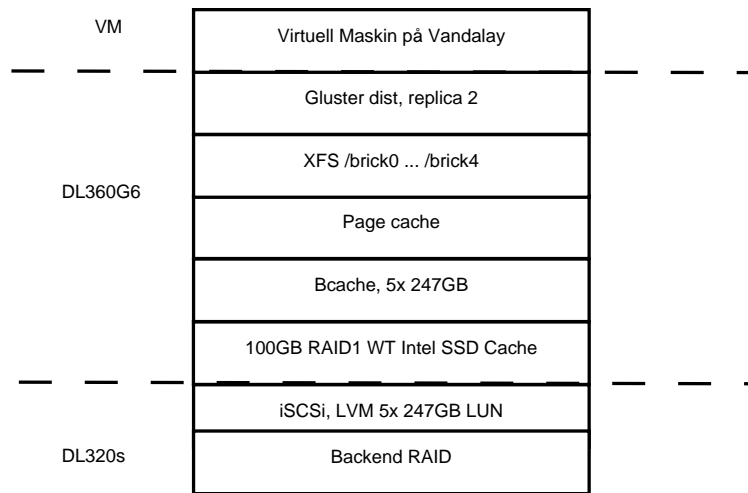 VM
Virtuell Maskin på Vandalay
Gluster dist, replica 2
XFS /brick0 ... /brick4
DL360G6
Page cache
Bcache, 5x 247GB
100GB RAID1 WT Intel SSD Cache
iSCSi, LVM 5x 247GB LUN
DL320s
Backend RAID